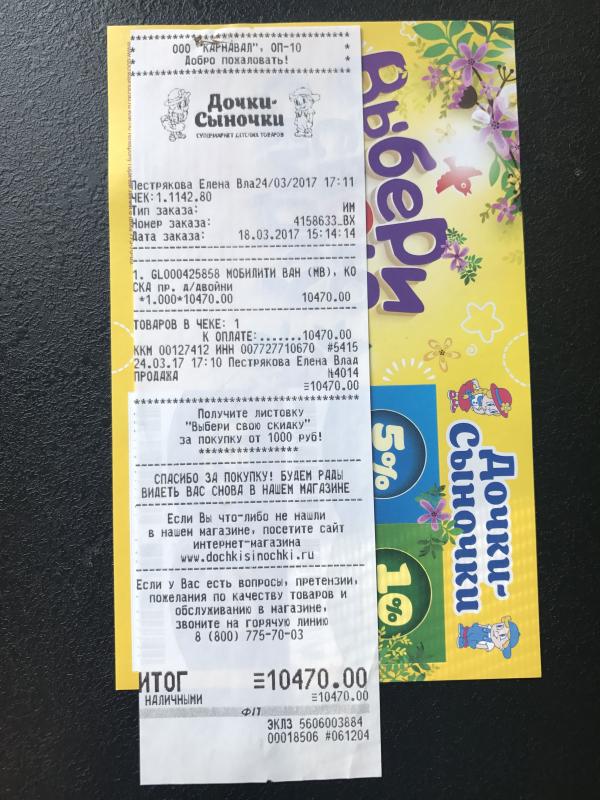 ООО "КАРНАВАЛ", ОП-10
Добро пожаловать!
Дочки-
Сыночки
СУПЕРМАРКЕТ ДЕТСКИХ ТОВАРОВ
Пестрякова Елена Вла24/03/2017 17:11
ЧЕК:1.1142.80
Тип заказа: ИМ
Номер заказа: 4158633_ВХ
Дата заказа: 18.03.2017 15:14:14
1. GL000425858 МОБИЛИТИ ВАН (МВ), КО
СКА пр. д/двойни
*1.000*10470.00 10470.00
ТОВАРОВ В ЧЕКЕ: 1
К ОПЛАТЕ:.......10470.00
ККМ 00127412 ИНН 007727710670 #5415
24.03.17 17:10 Пестрякова Елена Влад
ПРОДАЖА №4014
≡10470.00
Получите листовку
"Выбери свою скидку"
за покупку от 1000 руб!
*****************
СПАСИБО ЗА ПОКУПКУ! БУДЕМ РАДЫ
ВИДЕТЬ ВАС СНОВА В НАШЕМ МАГАЗИНЕ
Если Вы что-либо не нашли
в нашем магазине, посетите сайт
интернет-магазина
www.dochkisinochki.ru
Если у Вас есть вопросы, претензии,
пожелания по качеству товаров и
обслуживанию в магазине,
звоните на горячую линию
8 (800) 775-70-03
ИТОГ ≡10470.00
НАЛИЧНЫМИ ≡10470.00
ФП
ЭКЛЗ 5606003884
00018506 #061204
Выбери
5%
Дочки-
Сыночки